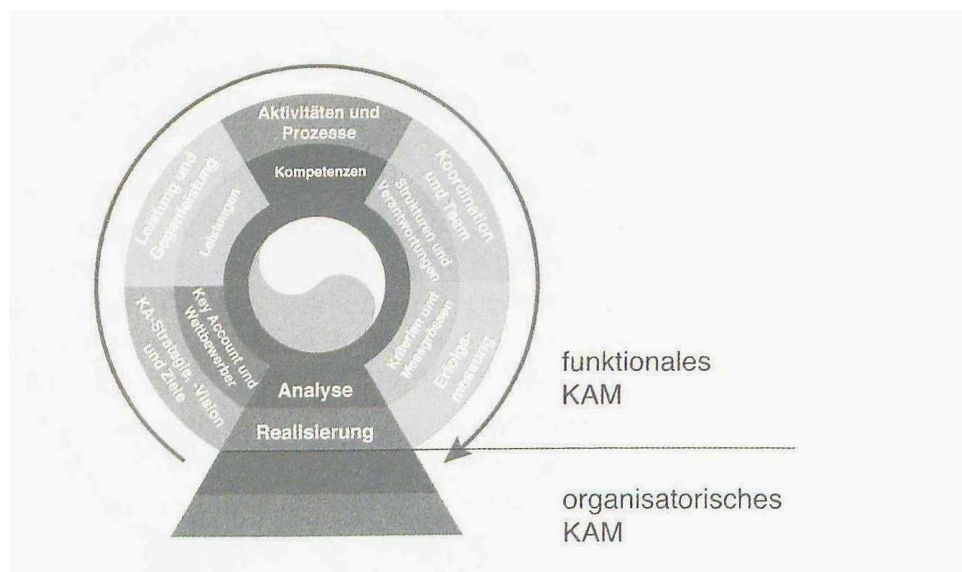 Aktivitäten und
Prozesse
Kompetenzen
Leistung und
Gegenleistung
Leistungen
KA-Strategie, -Vision
und Ziele
Key Account und
Wettbewerber
Koordination
und Team
Strukturen und
Verantwortungen
Kriterien und
Messgrössen
Erfolgs-
messung
Analyse
Realisierung
funktionales
KAM
organisatorisches
KAM